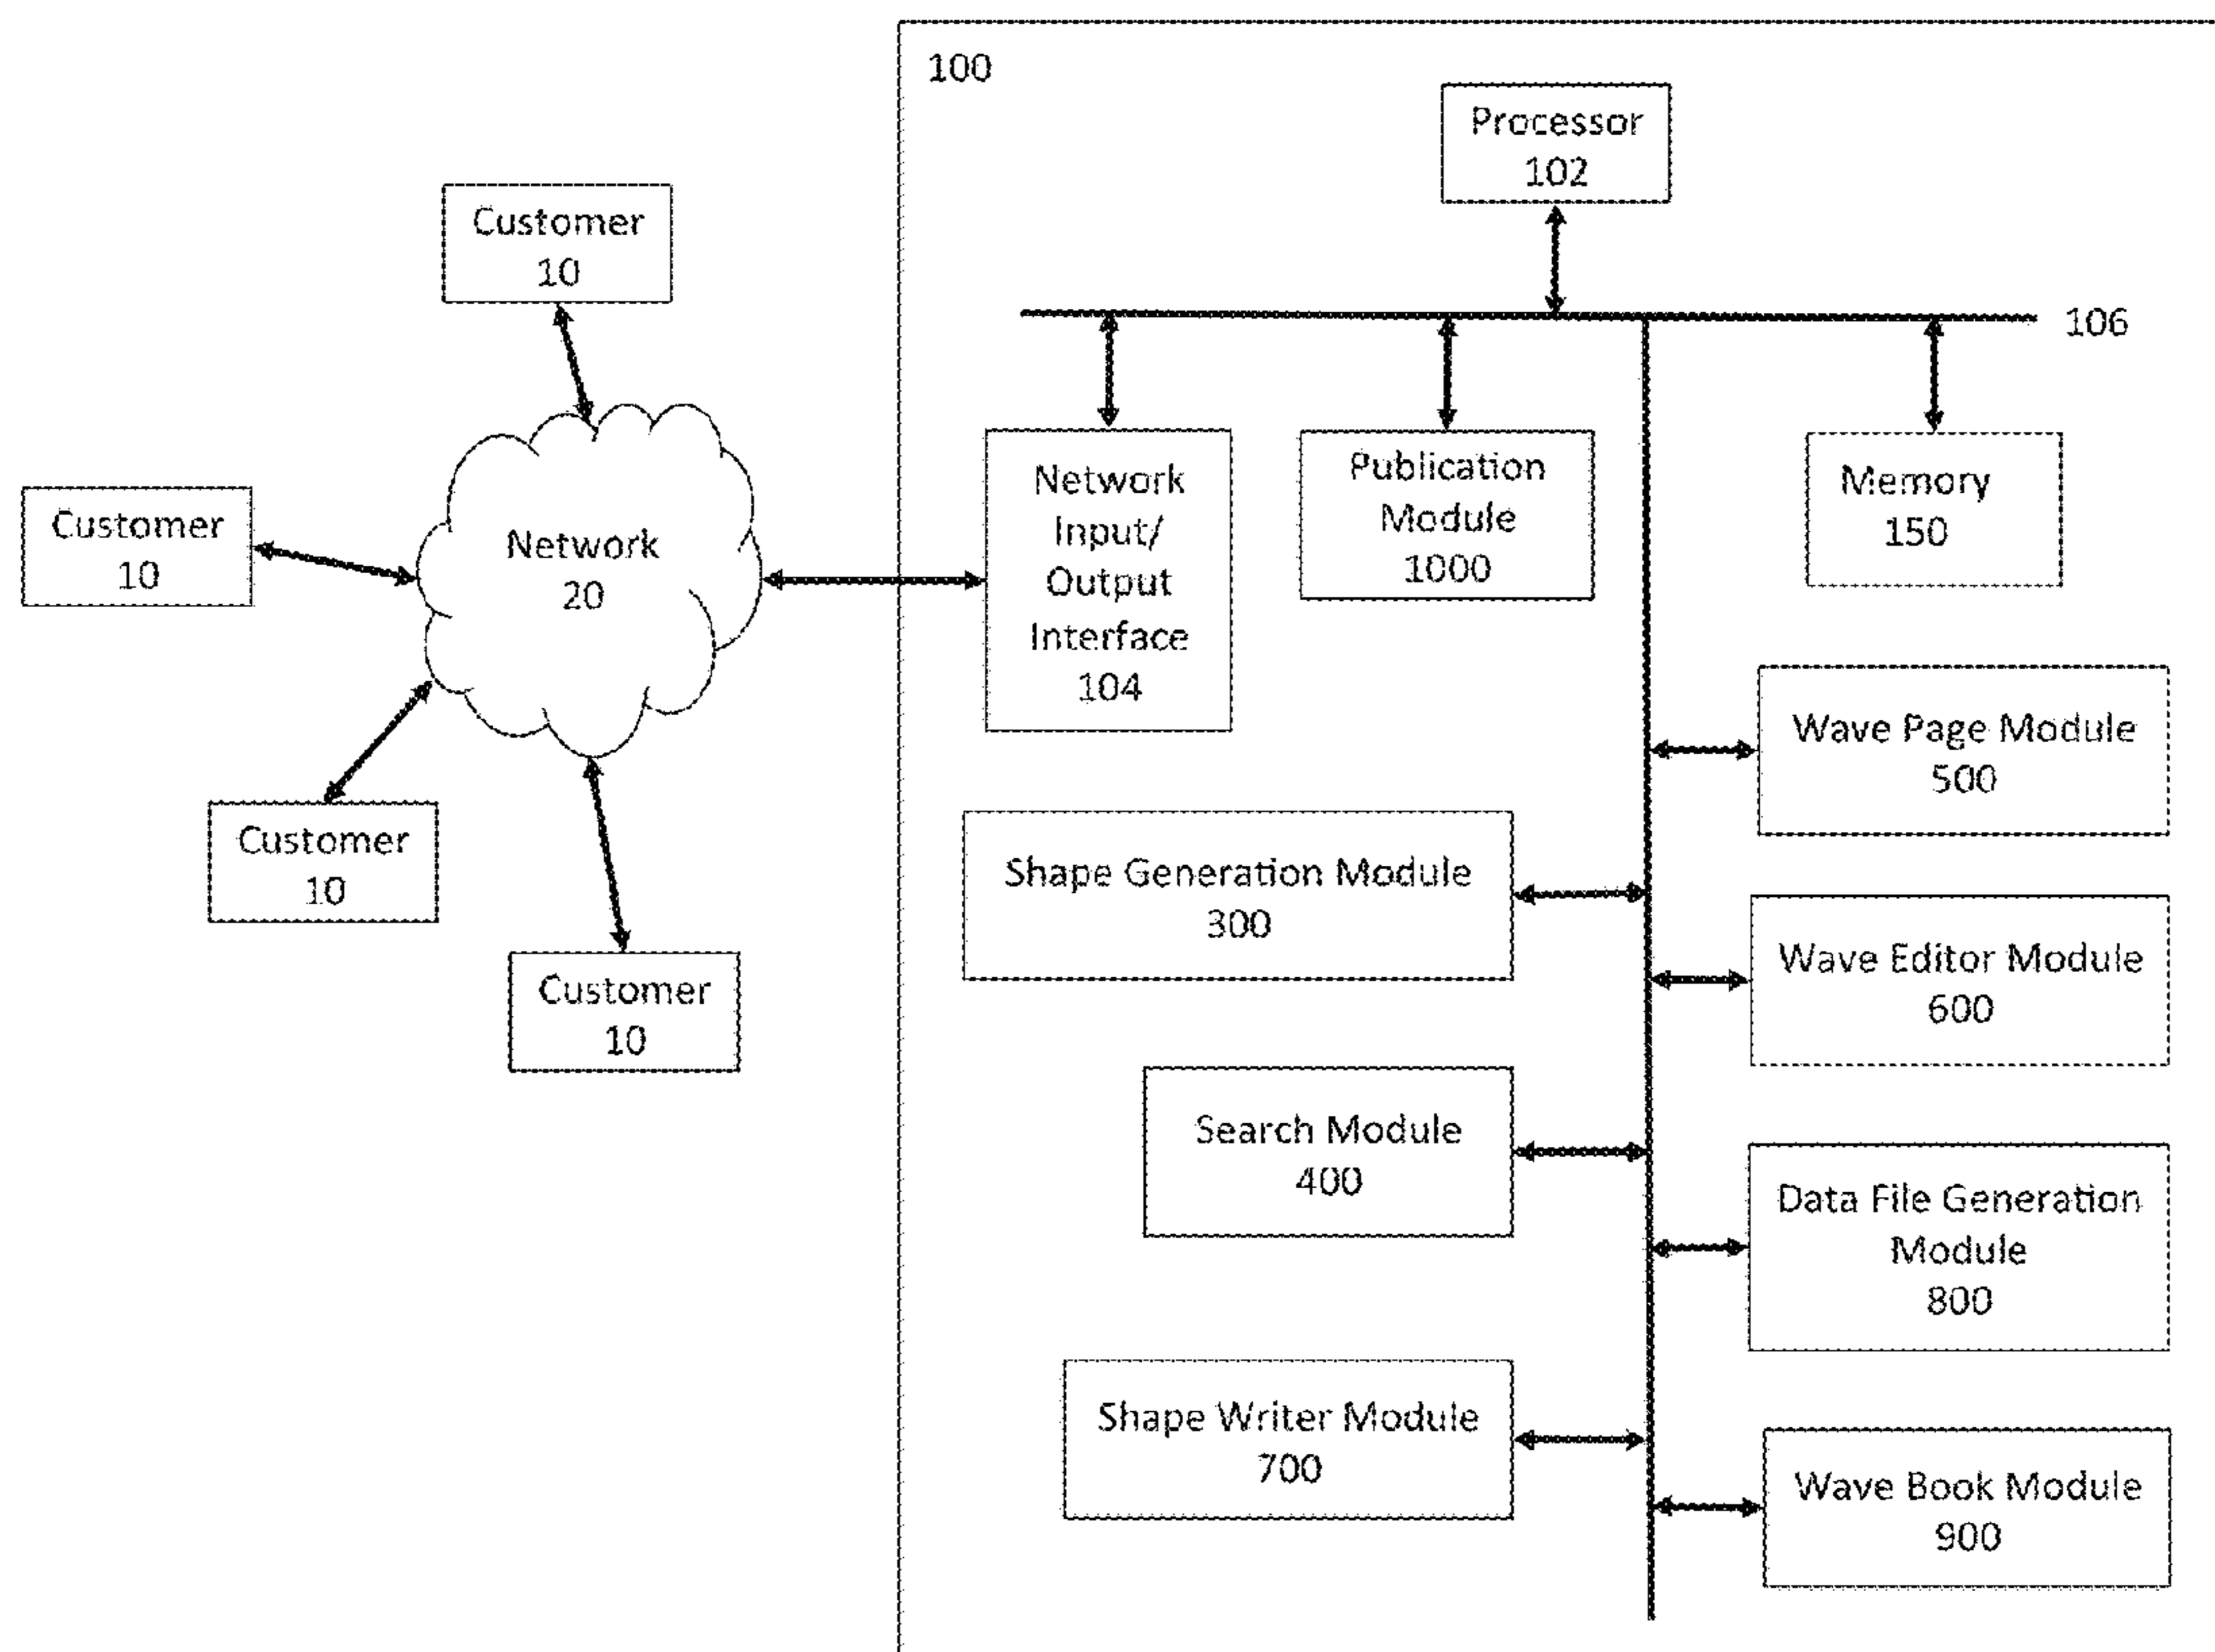 100
Processor
102
106
Customer
10
Customer
10
Network
20
Customer
10
Customer
10
Network
Input/
Output
Interface
104
Publication
Module
1000
Memory
150
Wave Page Module
500
Shape Generation Module
300
Wave Editor Module
600
Search Module
400
Data File Generation
Module
800
Shape Writer Module
700
Wave Book Module
900